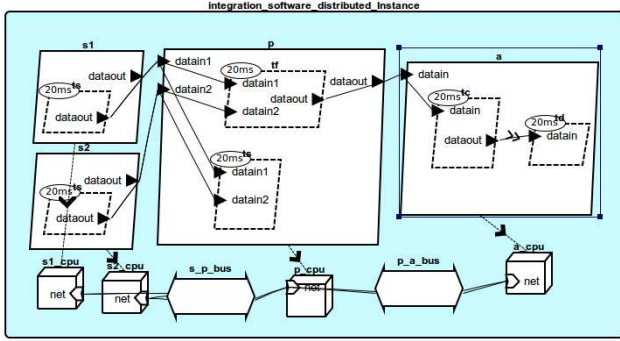 integration_software_distributed_Instance
s1
20ms
ts
dataout
dataout
s2
20ms
ts
dataout
dataout
p
datain1
datain2
20ms
tf
datain1
dataout
datain2
dataout
20ms
ts
datain1
datain2
a
datain
20ms
tc
datain
dataout
20ms
td
datain
s1_cpu
net
s2_cpu
net
s_p_bus
p_cpu
net
p_a_bus
a_cpu
net